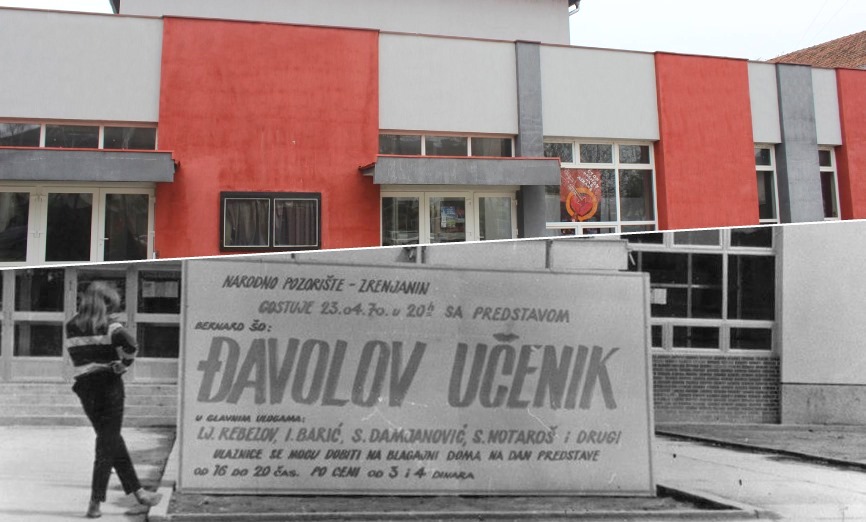 NARODNO POZORIŠTE - ZRENJANIN
GOSTUJE 23.04.70. U 20h SA PREDSTAVOM
BERNARD ŠO:
ĐAVOLOV UČENIK
U GLAVNIM ULOGAMA:
LJ. REBEZOV, I. BARIĆ, S. DAMJANOVIĆ, S. NOTAROŠ i DRUGI
ULAZNICE SE MOGU DOBITI NA BLAGAJNI DOMA NA DAN PREDSTAVE
OD 16 DO 20 ČAS. PO CENI OD 3 i 4 DINARA